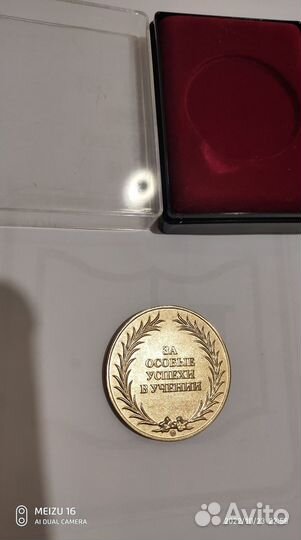 ЗА
ОСОБЫЕ
УСПЕХИ
В УЧЕНИИ
MEIZU 16
AI DUAL CAMERA
Avito